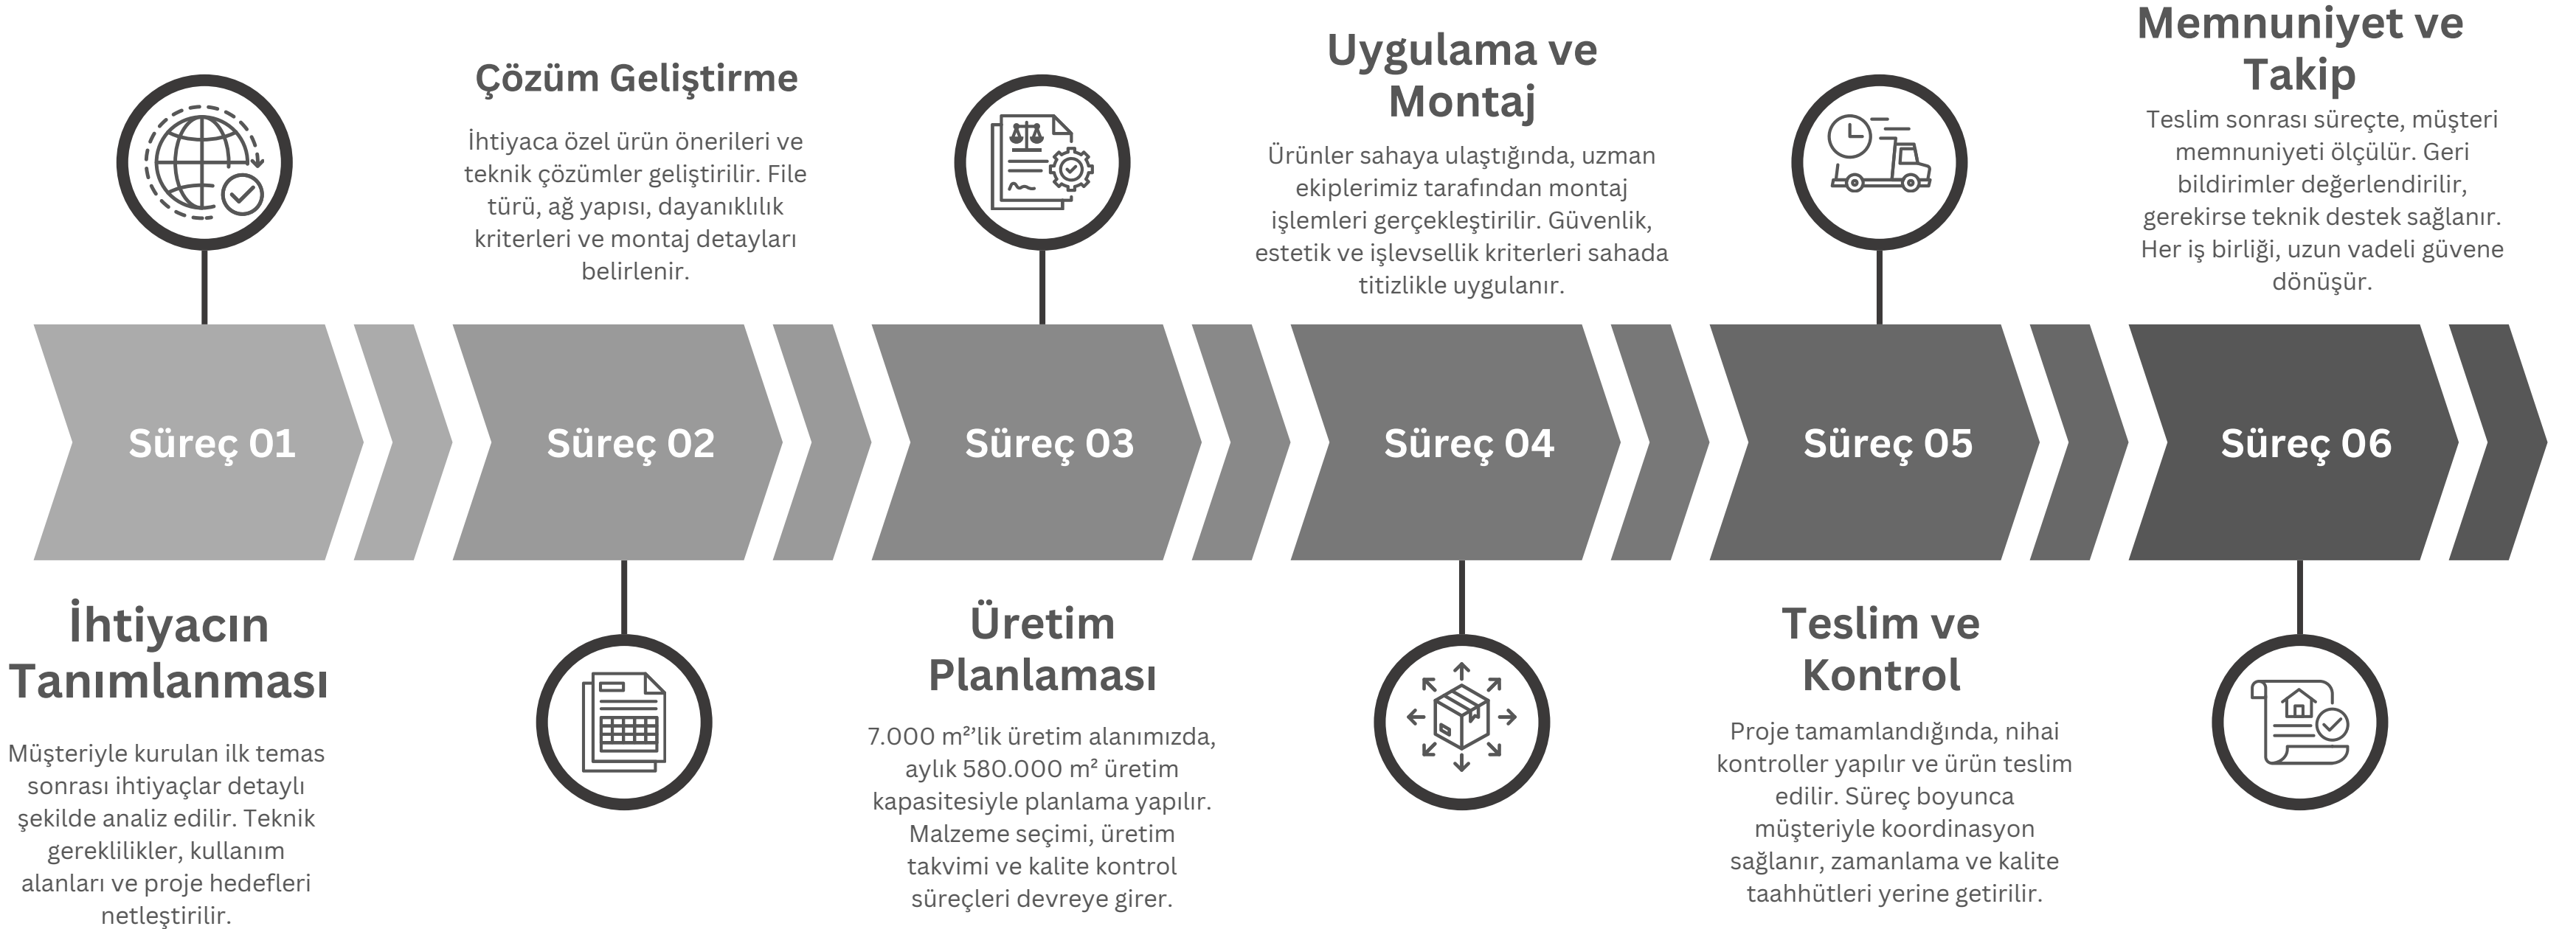 Süreç 01
İhtiyacın
Tanımlanması
Müşteriyle kurulan ilk temas
sonrası ihtiyaçlar detaylı
şekilde analiz edilir. Teknik
gereklilikler, kullanım
alanları ve proje hedefleri
netleştirilir.
Çözüm Geliştirme
İhtiyaca özel ürün önerileri ve
teknik çözümler geliştirilir. File
türü, ağ yapısı, dayanıklılık
kriterleri ve montaj detayları
belirlenir.
Süreç 02
Süreç 03
Üretim
Planlaması
7.000 m²’lik üretim alanımızda,
aylık 580.000 m² üretim
kapasitesiyle planlama yapılır.
Malzeme seçimi, üretim
takvimi ve kalite kontrol
süreçleri devreye girer.
Uygulama ve
Montaj
Ürünler sahaya ulaştığında, uzman
ekiplerimiz tarafından montaj
işlemleri gerçekleştirilir. Güvenlik,
estetik ve işlevsellik kriterleri sahada
titizlikle uygulanır.
Süreç 04
Süreç 05
Teslim ve
Kontrol
Proje tamamlandığında, nihai
kontroller yapılır ve ürün teslim
edilir. Süreç boyunca
müşteriyle koordinasyon
sağlanır, zamanlama ve kalite
taahhütleri yerine getirilir.
Memnuniyet ve
Takip
Teslim sonrası süreçte, müşteri
memnuniyeti ölçülür. Geri
bildirimler değerlendirilir,
gerekirse teknik destek sağlanır.
Her iş birliği, uzun vadeli güvene
dönüşür.
Süreç 06